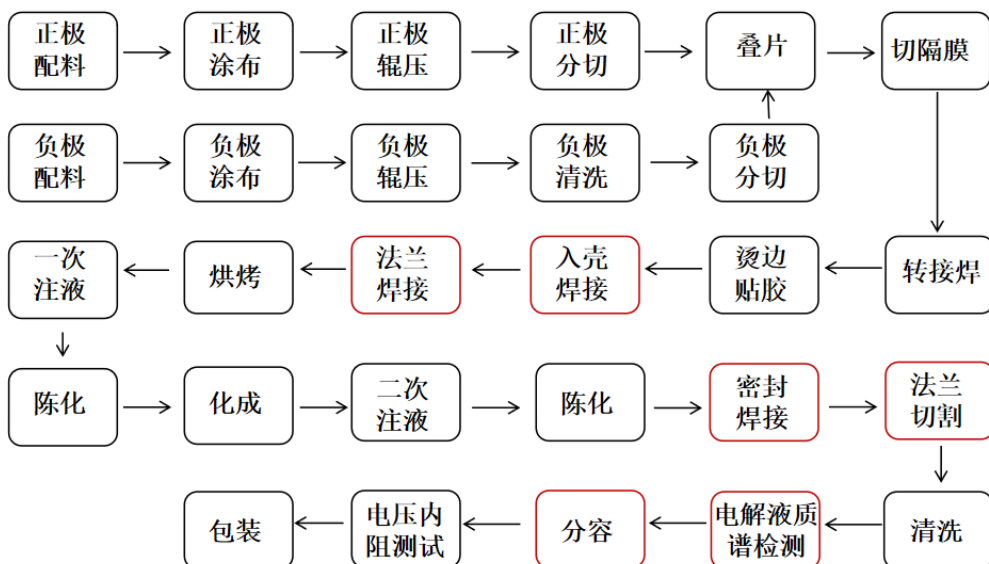 正极
配料
正极
涂布
正极
辊压
正极
分切
叠片
切隔膜
负极
配料
负极
涂布
负极
辊压
负极
清洗
负极
分切
一次
注液
烘烤
法兰
焊接
入壳
焊接
烫边
贴胶
转接焊
陈化
化成
二次
注液
陈化
密封
焊接
法兰
切割
包装
电压内
阻测试
分容
电解液质
谱检测
清洗